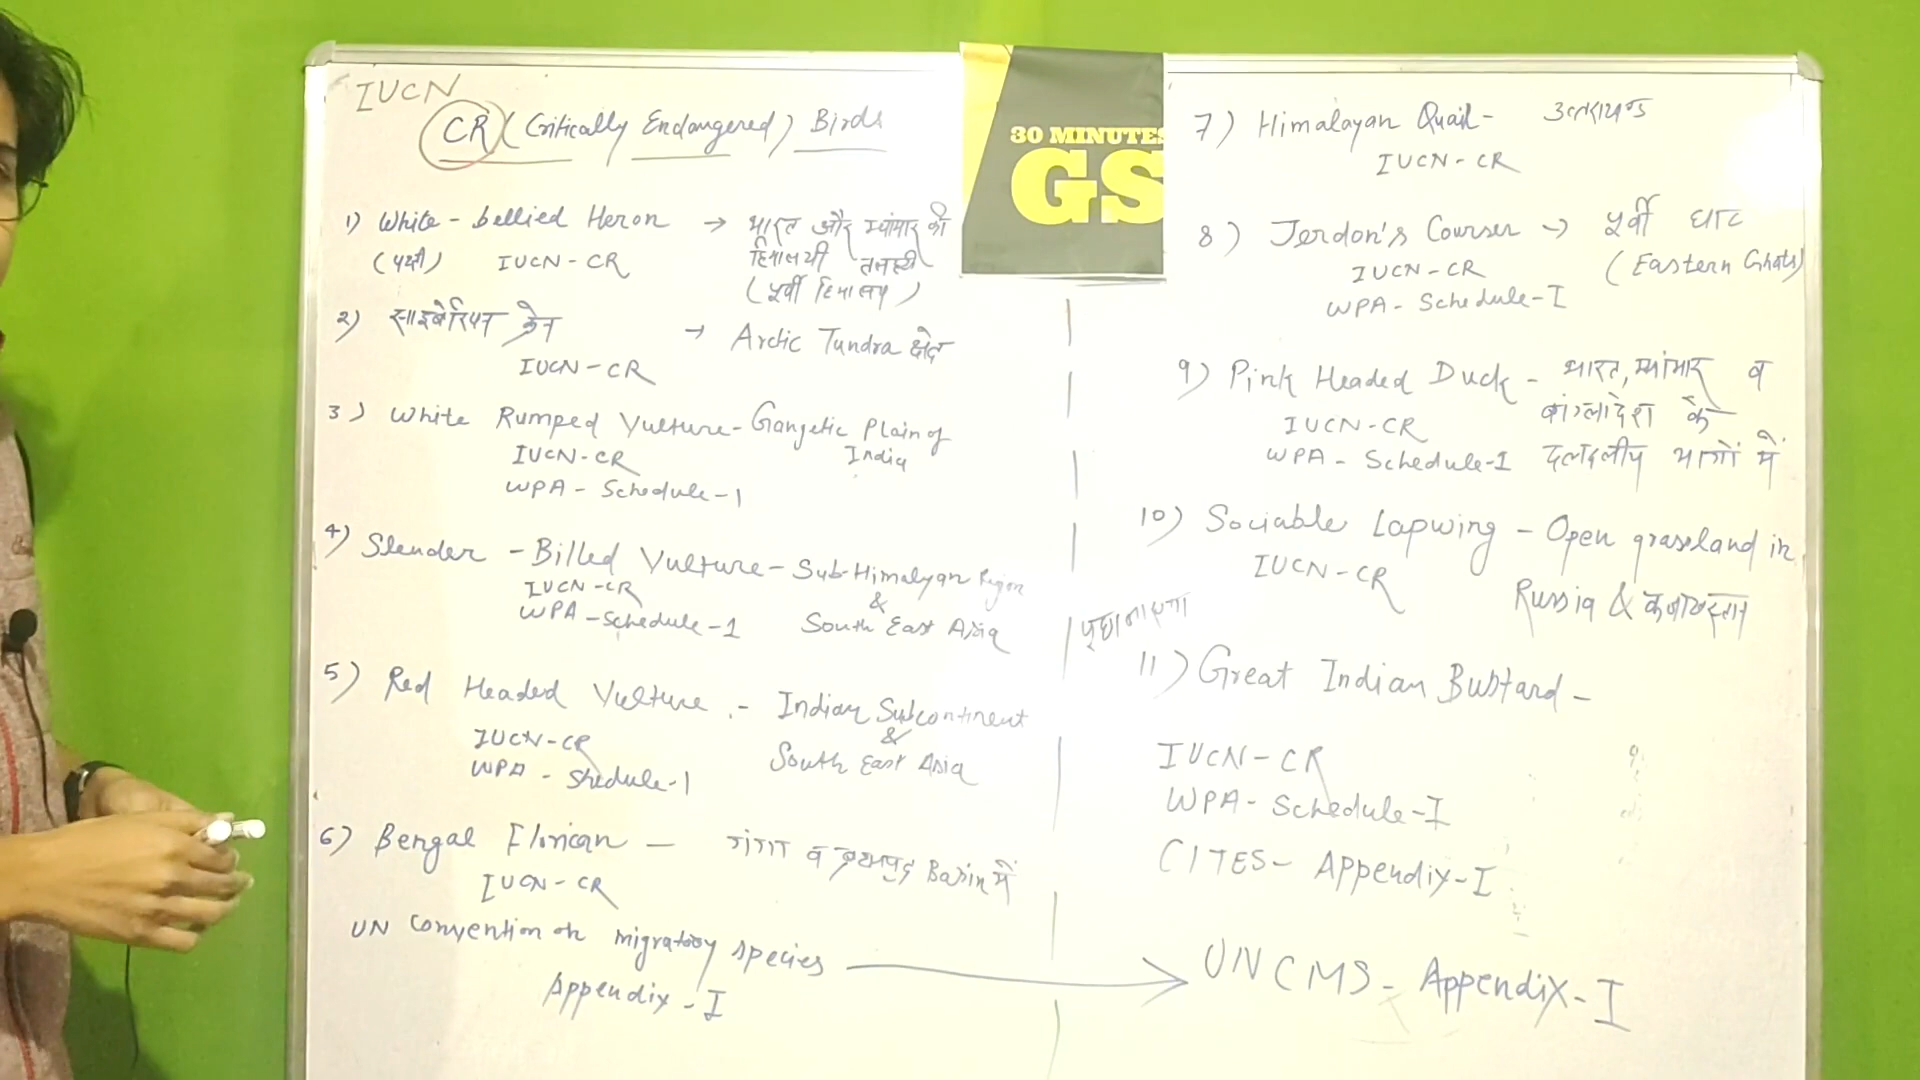 IUCN
CR (Critically Endangered) Birds
1) White - bellied Heron → भारत और म्यांमार की
(पक्षी) IUCN - CR हिमालयी तलहटी
(पूर्वी हिमालय)
2) साइबेरियन क्रेन → Arctic Tundra क्षेत्र
IUCN - CR
3) White Rumped Vulture - Gangetic Plain of
IUCN-CR India
WPA - Schedule-1
4) Slender - Billed Vulture - Sub-Himalyan Region
IUCN-CR &
WPA - Schedule-1 South East Asia
5) Red Headed Vulture - Indian Subcontinent
IUCN-CR &
WPA - Shedule-1 South East Asia
6) Bengal Florican - गंगा व ब्रह्मपुत्र Basin में
IUCN - CR
UN Convention on migratory species
Appendix - I
30 MINUTES
GS
7) Himalayan Quail - उत्तराखण्ड
IUCN - CR
8) Jerdon's Courser → पूर्वी घाट
IUCN - CR (Eastern Ghats)
WPA - Schedule-I
9) Pink Headed Duck - भारत, म्यांमार व
IUCN-CR बांग्लादेश के
WPA - Schedule-I दलदलीय भागों में
10) Sociable Lapwing - Open grassland in
IUCN-CR Russia & कजाकिस्तान
11) Great Indian Bustard -
IUCN-CR
WPA - Schedule-I
CITES - Appendix-I
UNCMS - Appendix-I